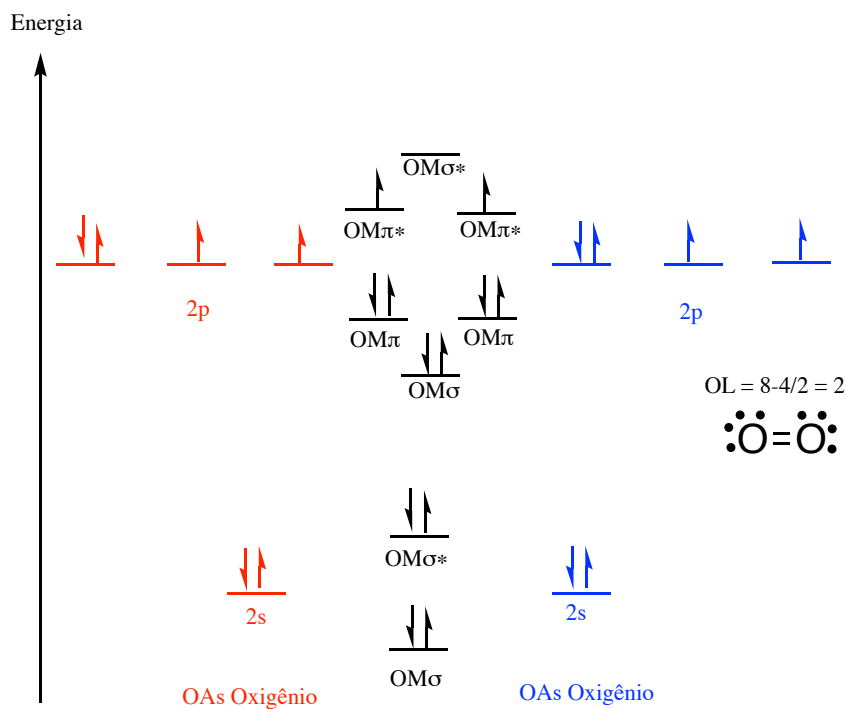 Energia
OMσ*
OMπ*
OMπ*
2p
2p
OMπ
OMπ
OMσ
OL = 8-4/2 = 2
O=O
OMσ*
2s
2s
OMσ
OAs Oxigênio
OAs Oxigênio